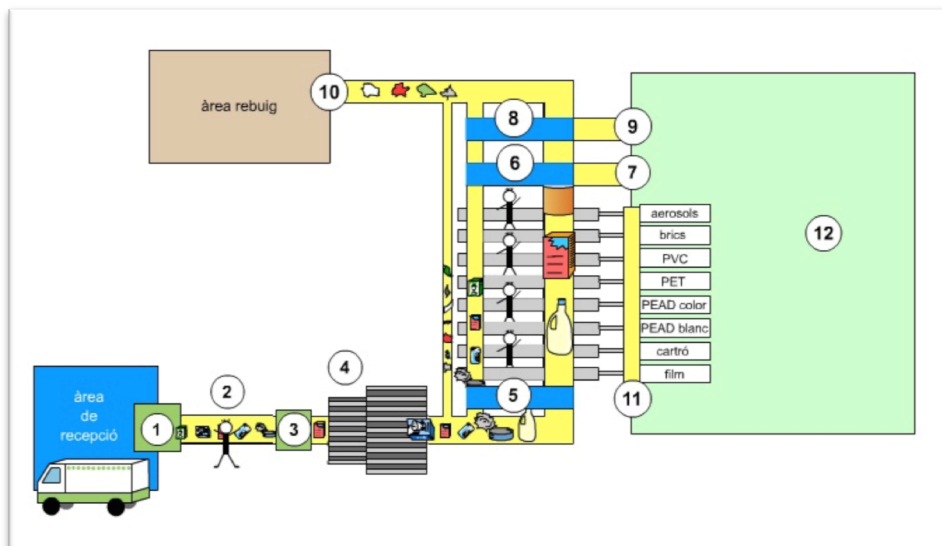 àrea rebuig
10
8
9
6
7
aerosols
brics
12
PVC
PET
PEAD color
PEAD blanc
cartró
film
4
5
11
2
àrea
de
recepció
1
3